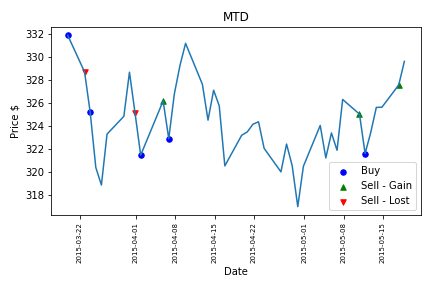 MTD
332
330
328
326
324
322
320
318
Price $
2015-03-22
2015-04-01
2015-04-08
2015-04-15
2015-04-22
2015-05-01
2015-05-08
2015-05-15
Date
Buy
Sell - Gain
Sell - Lost